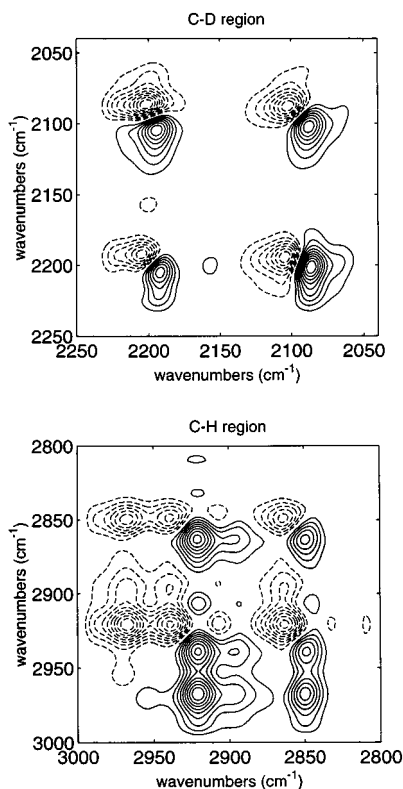 C-D region
wavenumbers (cm⁻¹)
2050
2100
2150
2200
2250
2250 2200 2150 2100 2050
wavenumbers (cm⁻¹)
C-H region
wavenumbers (cm⁻¹)
2800
2850
2900
2950
3000
3000 2950 2900 2850 2800
wavenumbers (cm⁻¹)